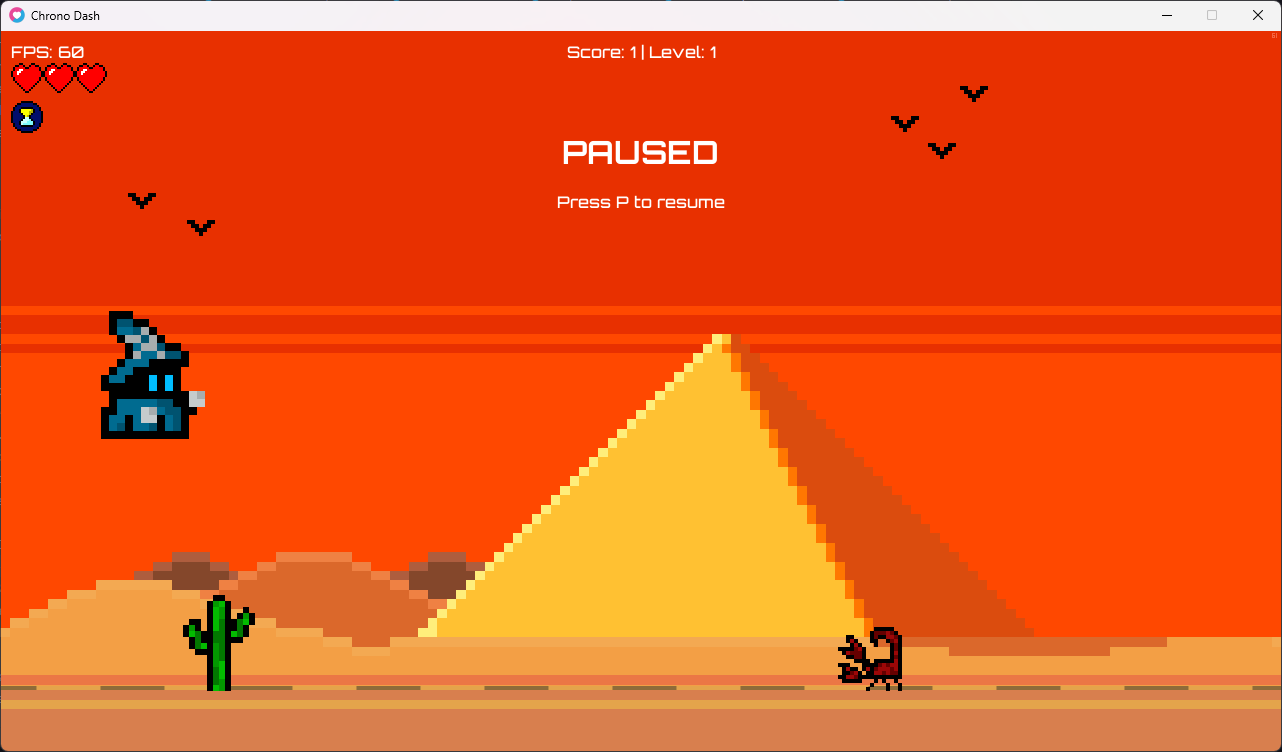 Chrono Dash
FPS: 60
Score: 1 | Level: 1
PAUSED
Press P to resume